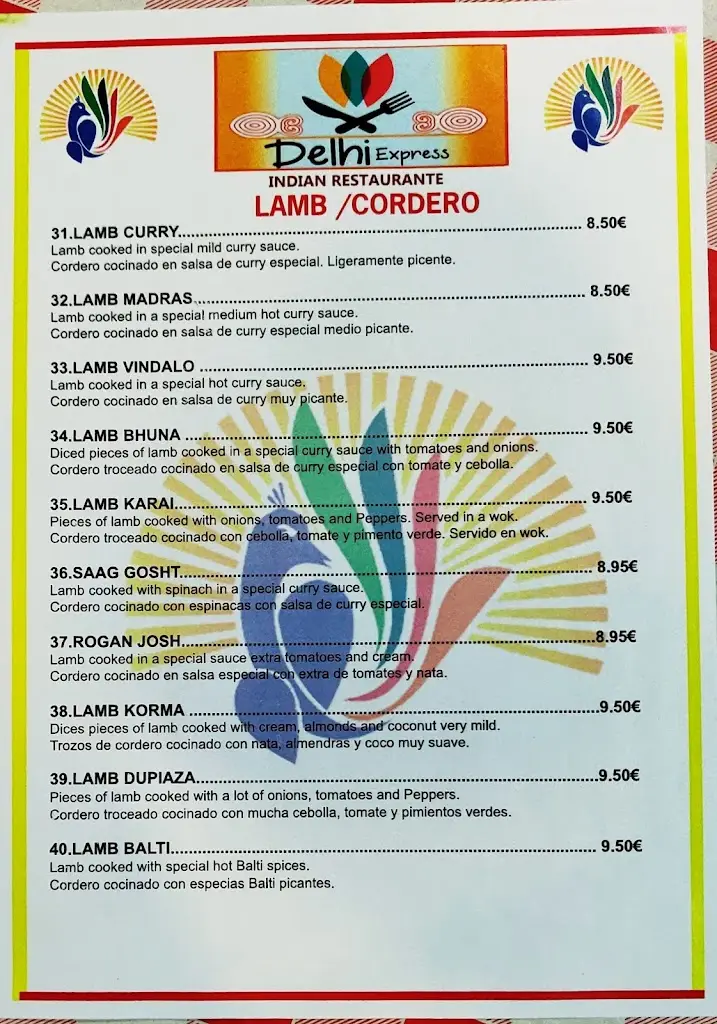 Delhi Express
INDIAN RESTAURANTE
LAMB /CORDERO
31.LAMB CURRY................................................................................ 8.50€
Lamb cooked in special mild curry sauce.
Cordero cocinado en salsa de curry especial. Ligeramente picente.
32.LAMB MADRAS.............................................................................. 8.50€
Lamb cooked in a special medium hot curry sauce.
Cordero cocinado en salsa de curry especial medio picante.
33.LAMB VINDALO ............................................................................. 9.50€
Lamb cooked in a special hot curry sauce.
Cordero cocinado en salsa de curry muy picante.
34.LAMB BHUNA ................................................................................ 9.50€
Diced pieces of lamb cooked in a special curry sauce with tomatoes and onions.
Cordero troceado cocinado en salsa de curry especial con tomate y cebolla.
35.LAMB KARAI.................................................................................. 9.50€
Pieces of lamb cooked with onions, tomatoes and Peppers. Served in a wok.
Cordero troceado cocinado con cebolla, tomate y pimento verde. Servido en wok.
36.SAAG GOSHT................................................................................. 8.95€
Lamb cooked with spinach in a special curry sauce.
Cordero cocinado con espinacas con salsa de curry especial.
37.ROGAN JOSH.................................................................................8.95€
Lamb cooked in a special sauce extra tomatoes and cream.
Cordero cocinado en salsa especial con extra de tomates y nata.
38.LAMB KORMA ................................................................................9.50€
Dices pieces of lamb cooked with cream, almonds and coconut very mild.
Trozos de cordero cocinado con nata, almendras y coco muy suave.
39.LAMB DUPIAZA..............................................................................9.50€
Pieces of lamb cooked with a lot of onions, tomatoes and Peppers.
Cordero troceado cocinado con mucha cebolla, tomate y pimientos verdes.
40.LAMB BALTI................................................................................... 9.50€
Lamb cooked with special hot Balti spices.
Cordero cocinado con especias Balti picantes.